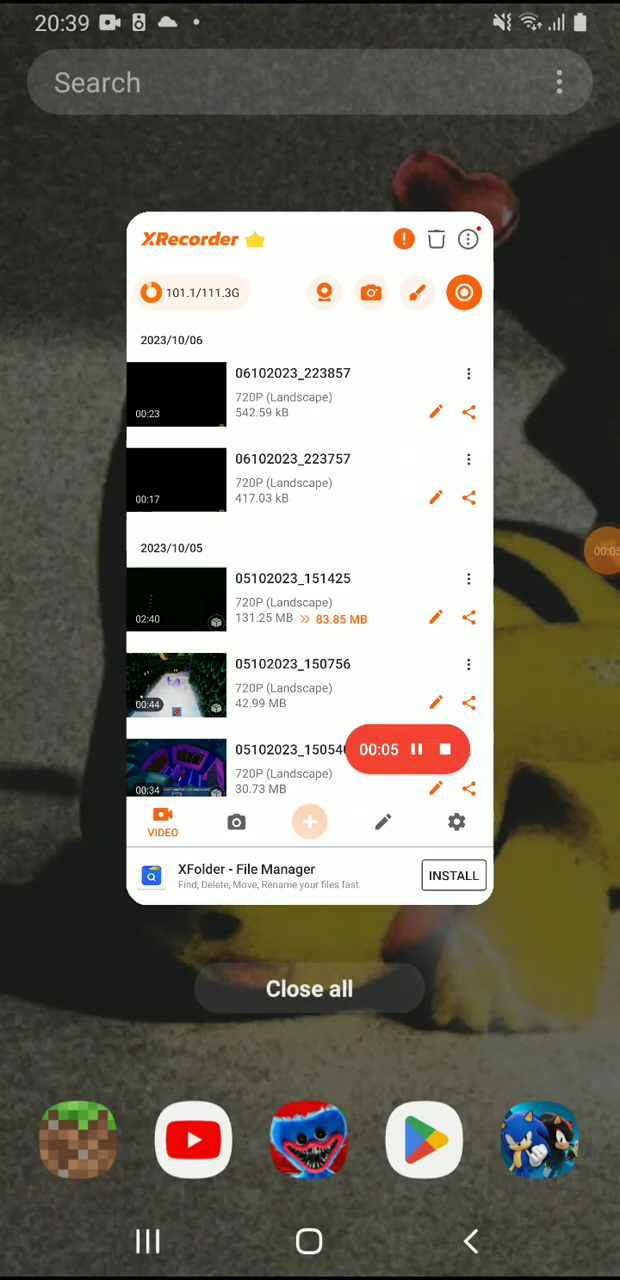 20:39
Search
XRecorder
101.1/111.3G
2023/10/06
06102023_223857
720P (Landscape)
542.59 kB
00:23
06102023_223757
720P (Landscape)
417.03 kB
00:17
2023/10/05
05102023_151425
720P (Landscape)
131.25 MB >> 83.85 MB
02:40
05102023_150756
720P (Landscape)
42.99 MB
00:44
05102023_15054
720P (Landscape)
30.73 MB
00:34
00:05
00:05
VIDEO
XFolder - File Manager
Find, Delete, Move, Rename your files fast.
INSTALL
Close all